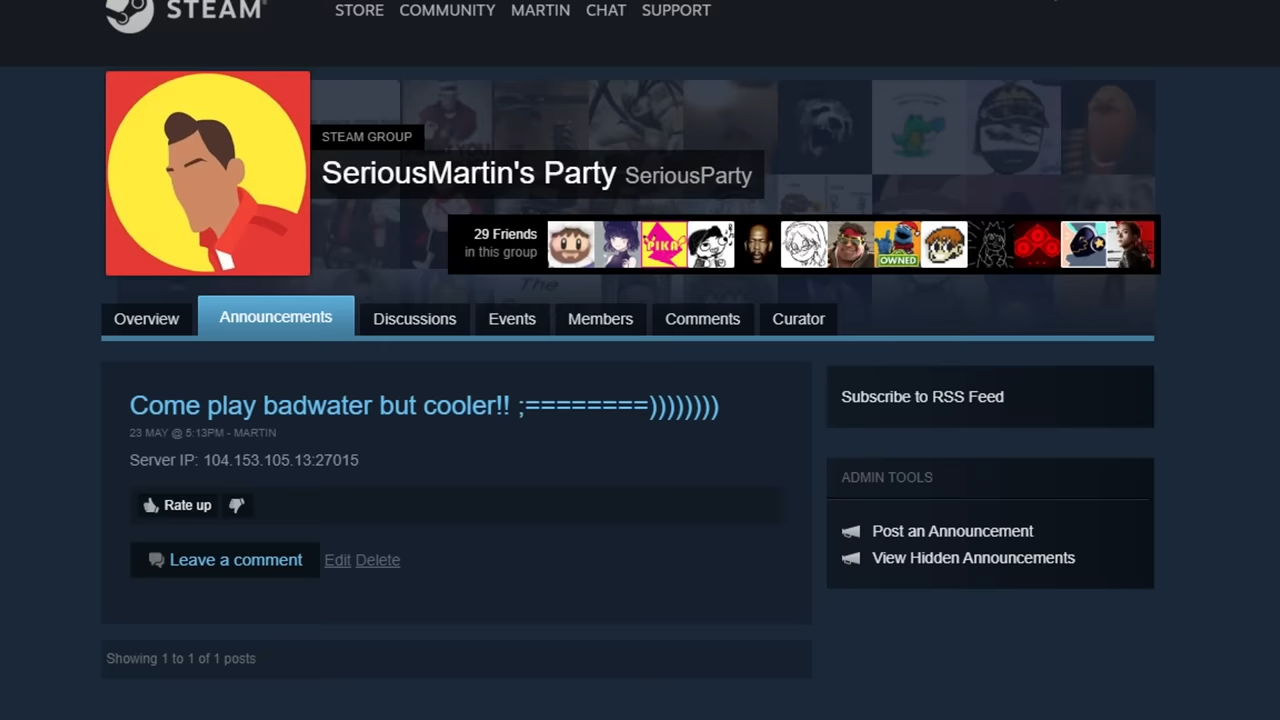 STEAM
STORE COMMUNITY MARTIN CHAT SUPPORT
STEAM GROUP
SeriousMartin's Party SeriousParty
29 Friends
in this group
PIKA
OWNED
The
Overview Announcements Discussions Events Members Comments Curator
Come play badwater but cooler!! ;========))))))))
23 MAY @ 5:13PM - MARTIN
Server IP: 104.153.105.13:27015
Rate up
Leave a comment Edit Delete
Showing 1 to 1 of 1 posts
Subscribe to RSS Feed
ADMIN TOOLS
Post an Announcement
View Hidden Announcements